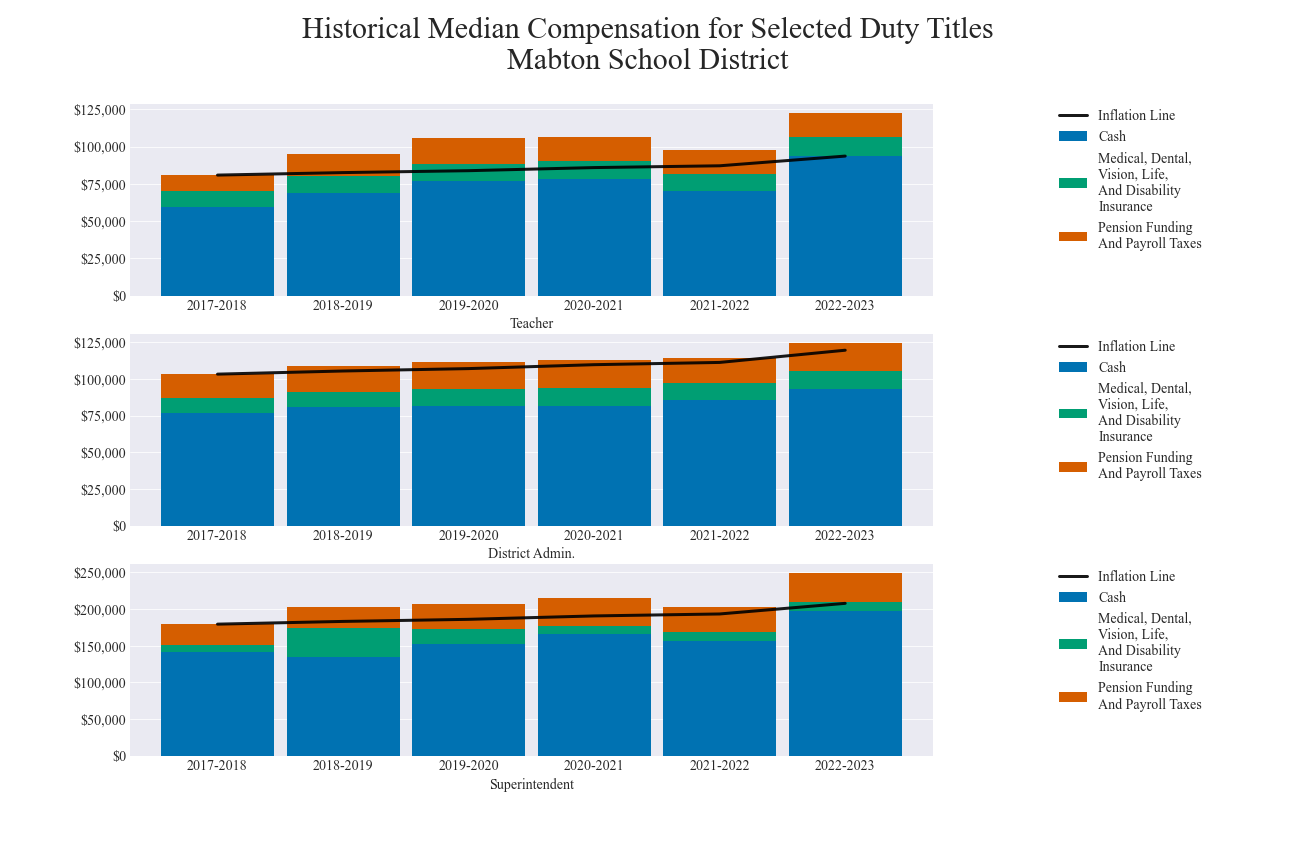 Historical Median Compensation for Selected Duty Titles
Mabton School District
$125,000
$100,000
$75,000
$50,000
$25,000
$0
2017-2018 2018-2019 2019-2020 2020-2021 2021-2022 2022-2023
Teacher
Inflation Line
Cash
Medical, Dental,
Vision, Life,
And Disability
Insurance
Pension Funding
And Payroll Taxes
$125,000
$100,000
$75,000
$50,000
$25,000
$0
2017-2018 2018-2019 2019-2020 2020-2021 2021-2022 2022-2023
District Admin.
Inflation Line
Cash
Medical, Dental,
Vision, Life,
And Disability
Insurance
Pension Funding
And Payroll Taxes
$250,000
$200,000
$150,000
$100,000
$50,000
$0
2017-2018 2018-2019 2019-2020 2020-2021 2021-2022 2022-2023
Superintendent
Inflation Line
Cash
Medical, Dental,
Vision, Life,
And Disability
Insurance
Pension Funding
And Payroll Taxes